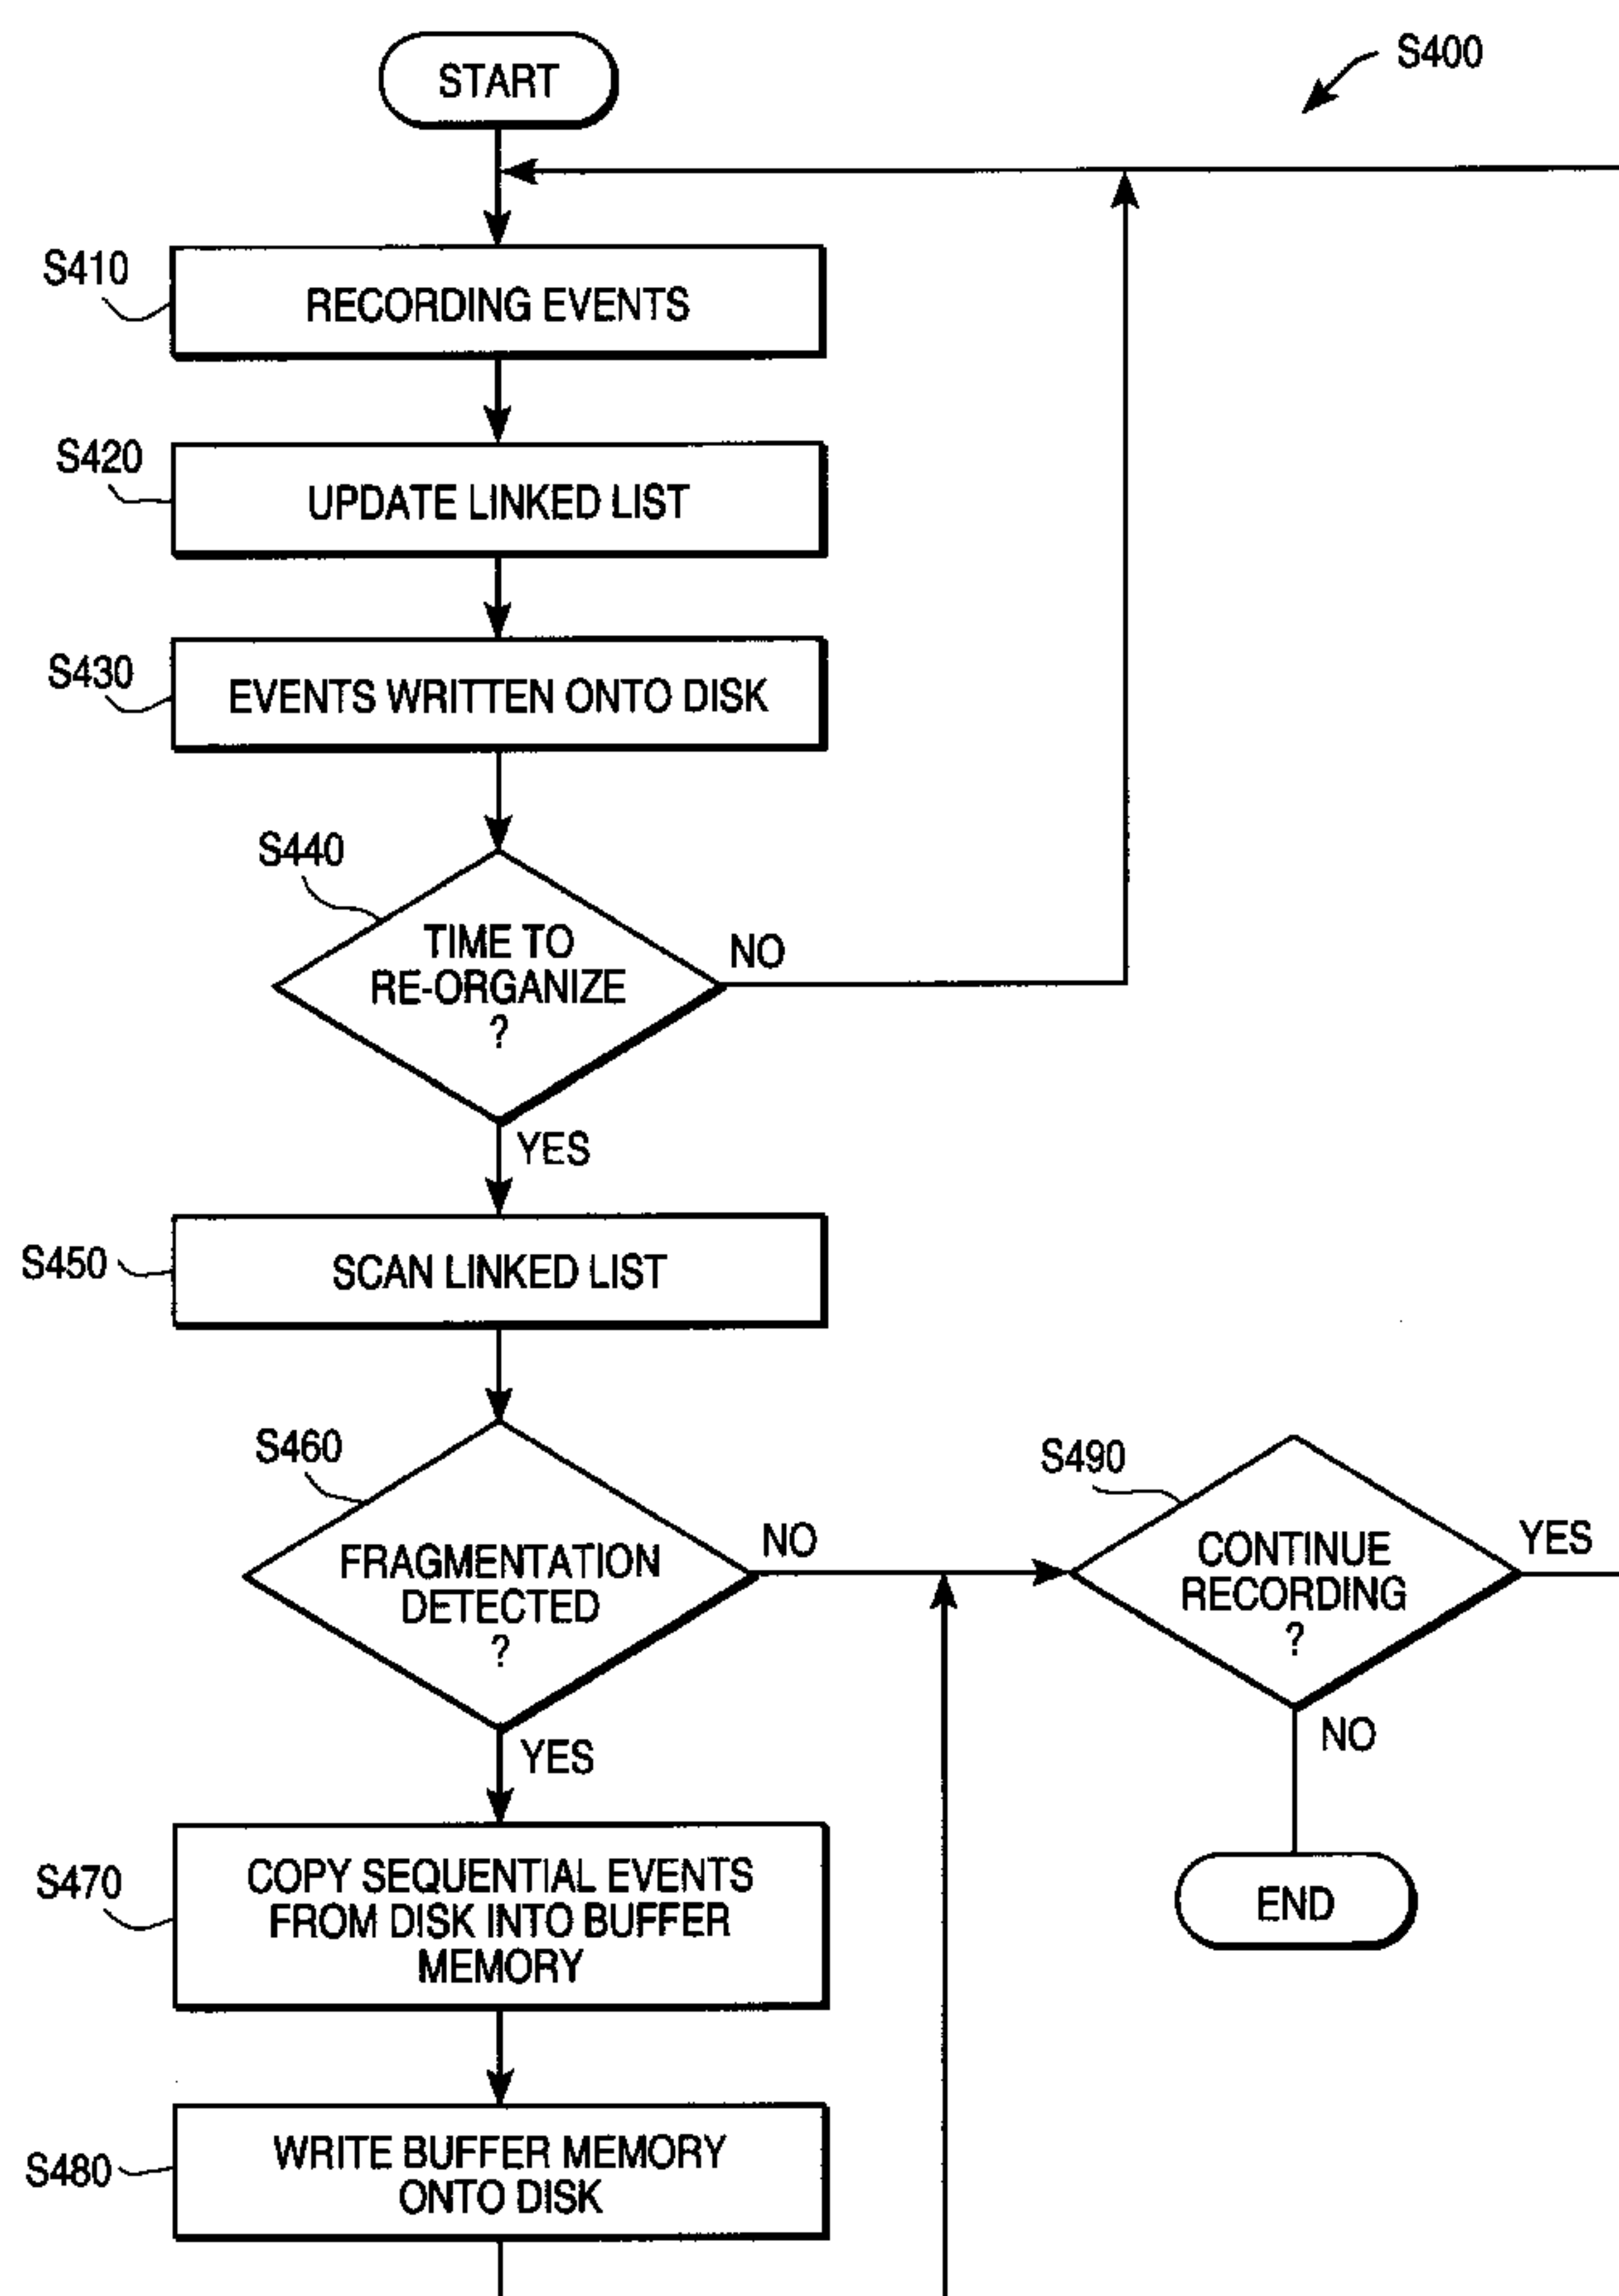 START
S400
S410
RECORDING EVENTS
S420
UPDATE LINKED LIST
S430
EVENTS WRITTEN ONTO DISK
S440
TIME TO
RE-ORGANIZE
?
NO
YES
S450
SCAN LINKED LIST
S460
FRAGMENTATION
DETECTED
?
NO
YES
S490
CONTINUE
RECORDING
?
YES
NO
END
S470
COPY SEQUENTIAL EVENTS
FROM DISK INTO BUFFER
MEMORY
S480
WRITE BUFFER MEMORY
ONTO DISK